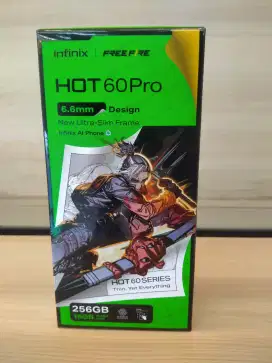 Infinix FREE FIRE
HOT 60 Pro
6.6mm Design
New Ultra-Slim Frame
Infinix AI Phone
HOT 60 SERIES
Thin. Yet Everything
256GB
16GB